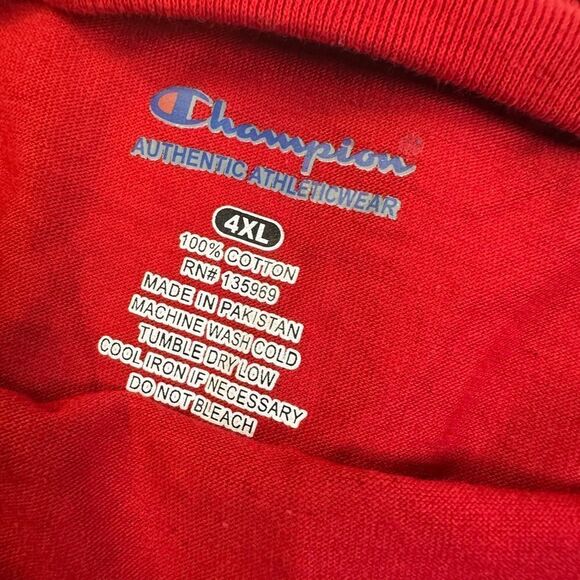 Champion
AUTHENTIC ATHLETICWEAR
4XL
100% COTTON
RN# 135969
MADE IN PAKISTAN
MACHINE WASH COLD
TUMBLE DRY LOW
COOL IRON IF NECESSARY
DO NOT BLEACH